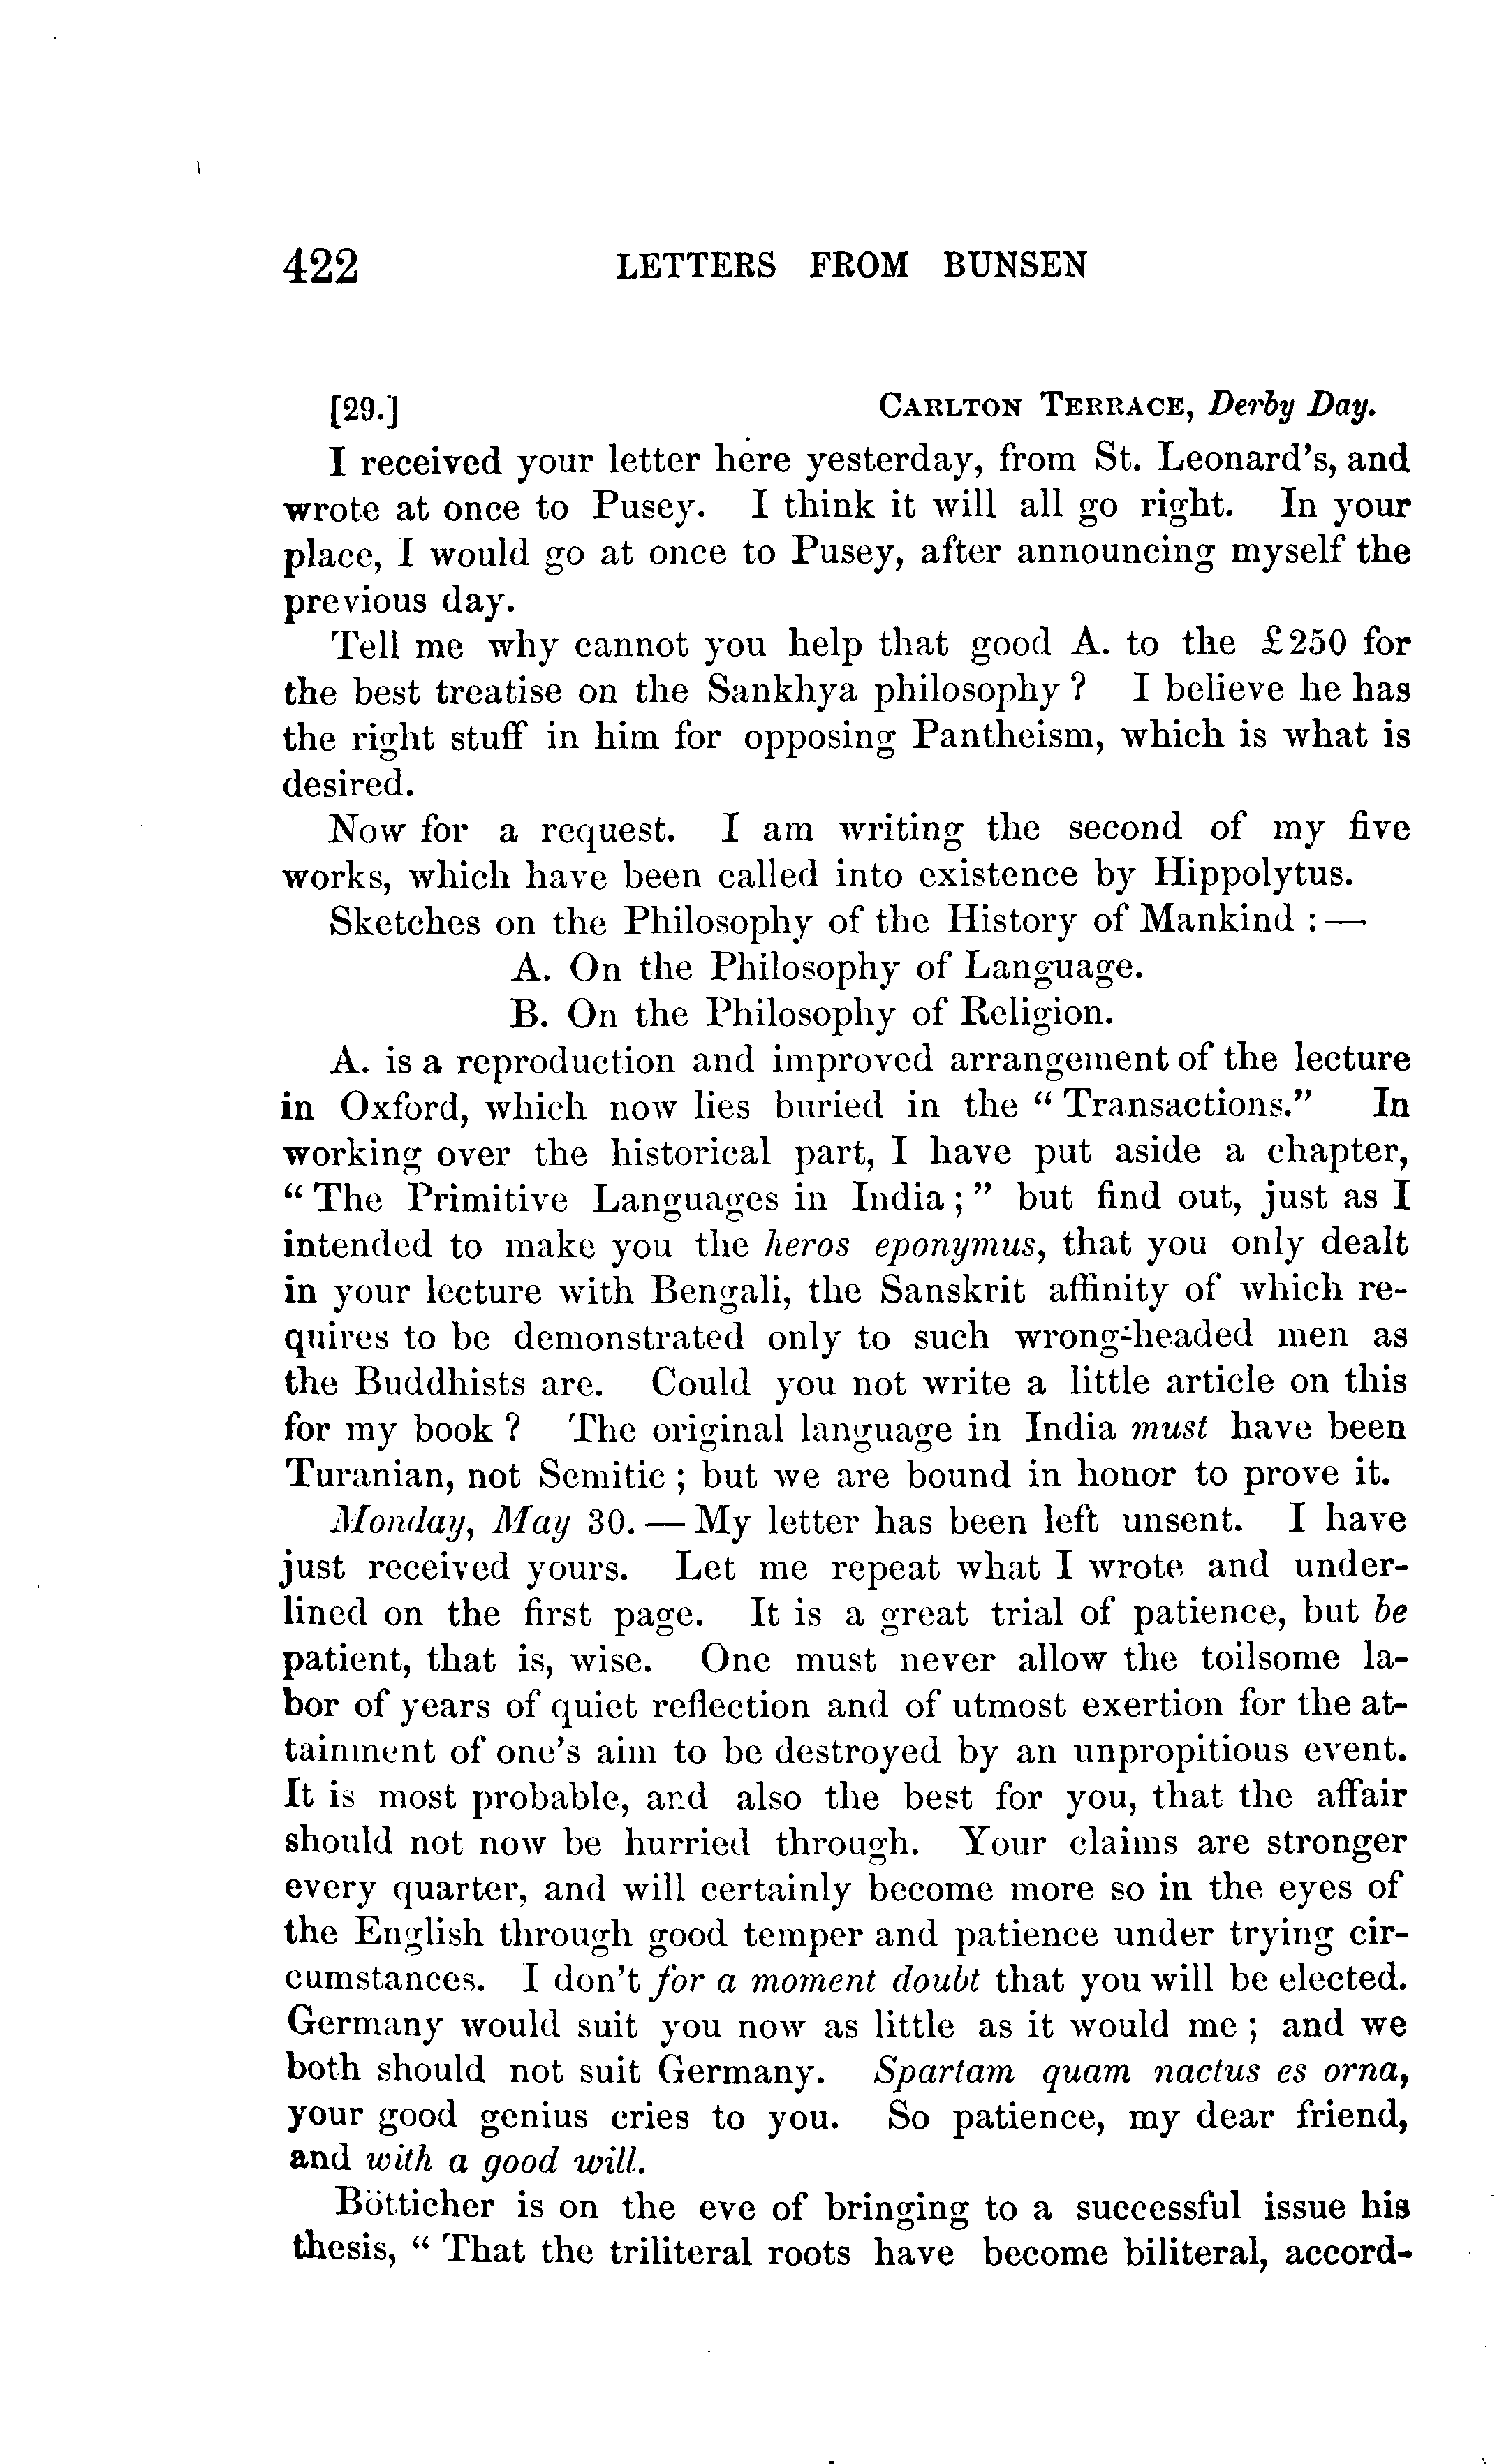 422 LETTERS FROM BUNSEN
[29.] CARLTON TERRACE, Derby Day.
I received your letter here yesterday, from St. Leonard's, and
wrote at once to Pusey. I think it will all go right. In your
place, I would go at once to Pusey, after announcing myself the
previous day.
Tell me why cannot you help that good A. to the £250 for
the best treatise on the Sankhya philosophy? I believe he has
the right stuff in him for opposing Pantheism, which is what is
desired.
Now for a request. I am writing the second of my five
works, which have been called into existence by Hippolytus.
Sketches on the Philosophy of the History of Mankind : —
A. On the Philosophy of Language.
B. On the Philosophy of Religion.
A. is a reproduction and improved arrangement of the lecture
in Oxford, which now lies buried in the "Transactions." In
working over the historical part, I have put aside a chapter,
"The Primitive Languages in India;" but find out, just as I
intended to make you the heros eponymus, that you only dealt
in your lecture with Bengali, the Sanskrit affinity of which re-
quires to be demonstrated only to such wrong-headed men as
the Buddhists are. Could you not write a little article on this
for my book? The original language in India must have been
Turanian, not Semitic; but we are bound in honor to prove it.
Monday, May 30. — My letter has been left unsent. I have
just received yours. Let me repeat what I wrote and under-
lined on the first page. It is a great trial of patience, but be
patient, that is, wise. One must never allow the toilsome la-
bor of years of quiet reflection and of utmost exertion for the at-
tainment of one's aim to be destroyed by an unpropitious event.
It is most probable, and also the best for you, that the affair
should not now be hurried through. Your claims are stronger
every quarter, and will certainly become more so in the eyes of
the English through good temper and patience under trying cir-
cumstances. I don't for a moment doubt that you will be elected.
Germany would suit you now as little as it would me; and we
both should not suit Germany. Spartam quam nactus es orna,
your good genius cries to you. So patience, my dear friend,
and with a good will.
Bötticher is on the eve of bringing to a successful issue his
thesis, "That the triliteral roots have become biliteral, accord-